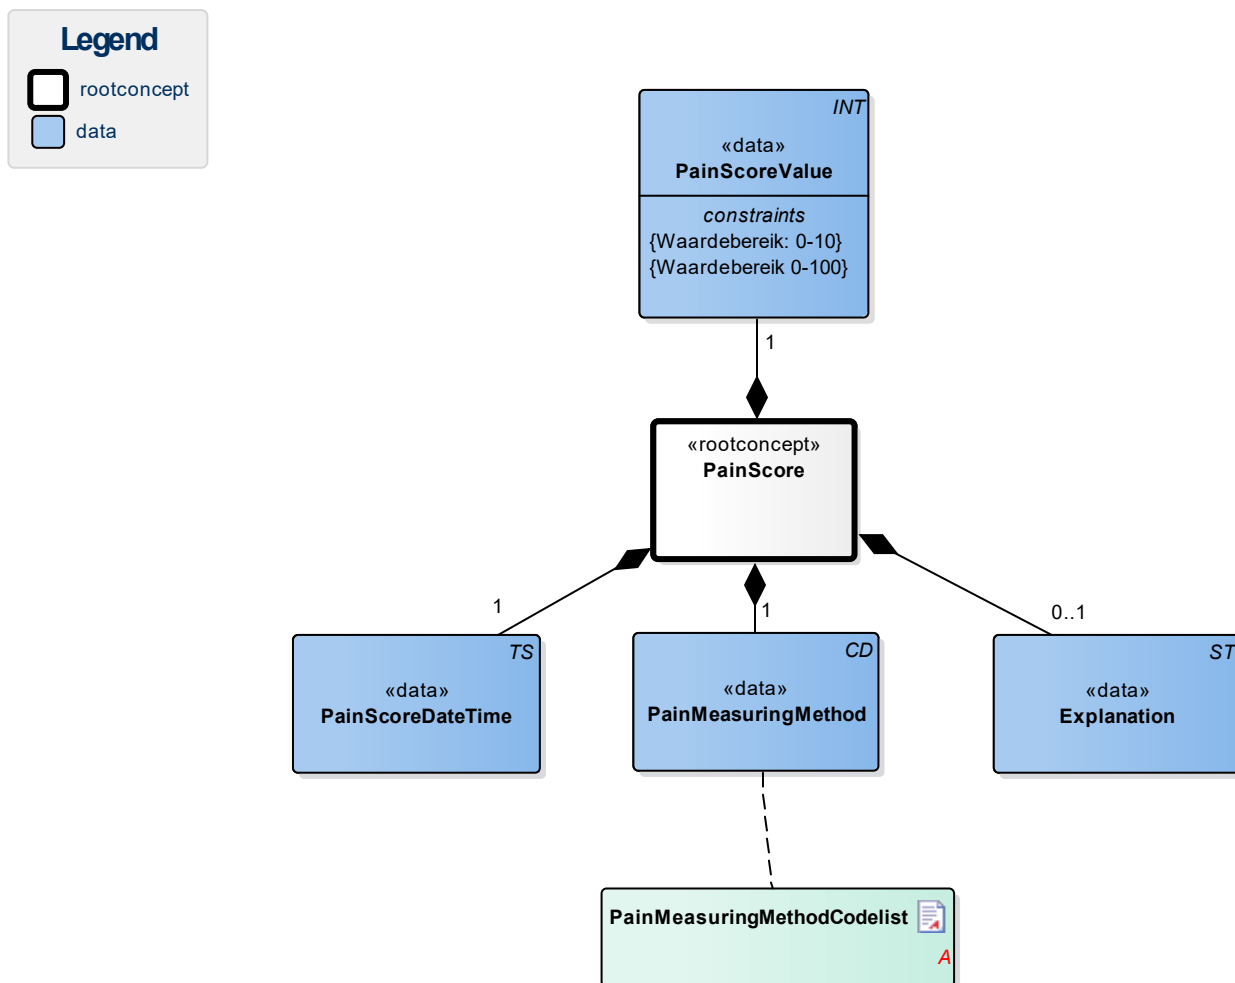 Legend
rootconcept
data
INT
«data»
PainScoreValue
constraints
{Waardebereik: 0-10}
{Waardebereik 0-100}
1
«rootconcept»
PainScore
1
1
0..1
TS
«data»
PainScoreDateTime
CD
«data»
PainMeasuringMethod
ST
«data»
Explanation
PainMeasuringMethodCodelist
A